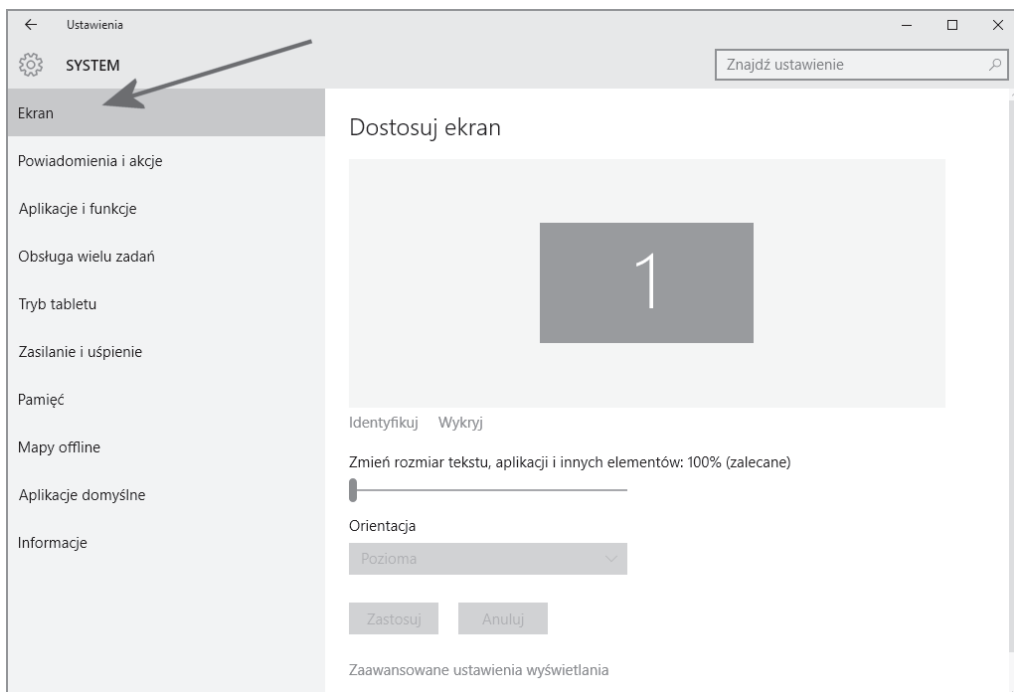 Ustawienia
SYSTEM
Znajdź ustawienie
Ekran
Powiadomienia i akcje
Aplikacje i funkcje
Obsługa wielu zadań
Tryb tabletu
Zasilanie i uśpienie
Pamięć
Mapy offline
Aplikacje domyślne
Informacje
Dostosuj ekran
1
Identyfikuj Wykryj
Zmień rozmiar tekstu, aplikacji i innych elementów: 100% (zalecane)
Orientacja
Pozioma
Zastosuj Anuluj
Zaawansowane ustawienia wyświetlania